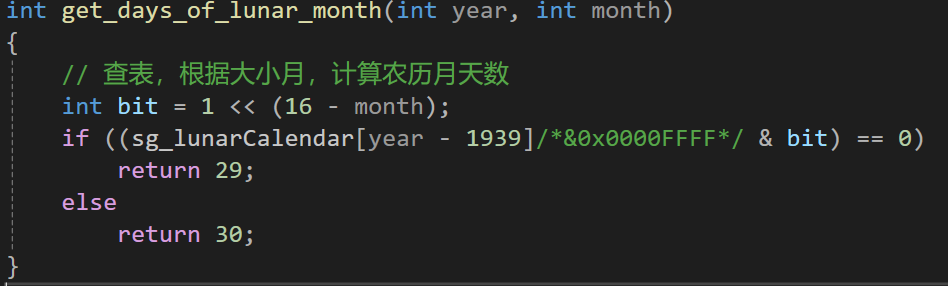 int get_days_of_lunar_month(int year, int month)
{
    // 查表，根据大小月，计算农历月天数
    int bit = 1 << (16 - month);
    if ((sg_lunarCalendar[year - 1939]/*&0x0000FFFF*/ & bit) == 0)
        return 29;
    else
        return 30;
}